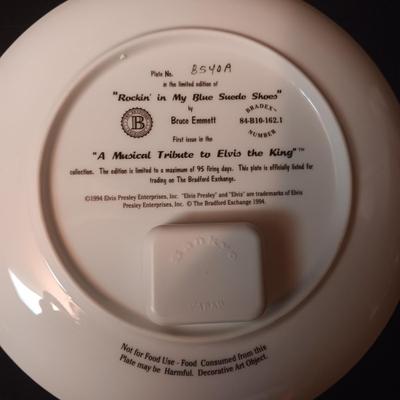 Plate No. 8540A
in the limited edition of
"Rockin' in My Blue Suede Shoes"
by
Bruce Emmett
B
BRADEX™
84-B10-162.1
NUMBER
First issue in the
"A Musical Tribute to Elvis the King"™
collection. The edition is limited to a maximum of 95 firing days. This plate is officially listed for
trading on The Bradford Exchange.
©1994 Elvis Presley Enterprises, Inc. "Elvis Presley" and "Elvis" are trademarks of Elvis
Presley Enterprises, Inc. © The Bradford Exchange 1994.
Not for Food Use - Food Consumed from this
Plate may be Harmful. Decorative Art Object.